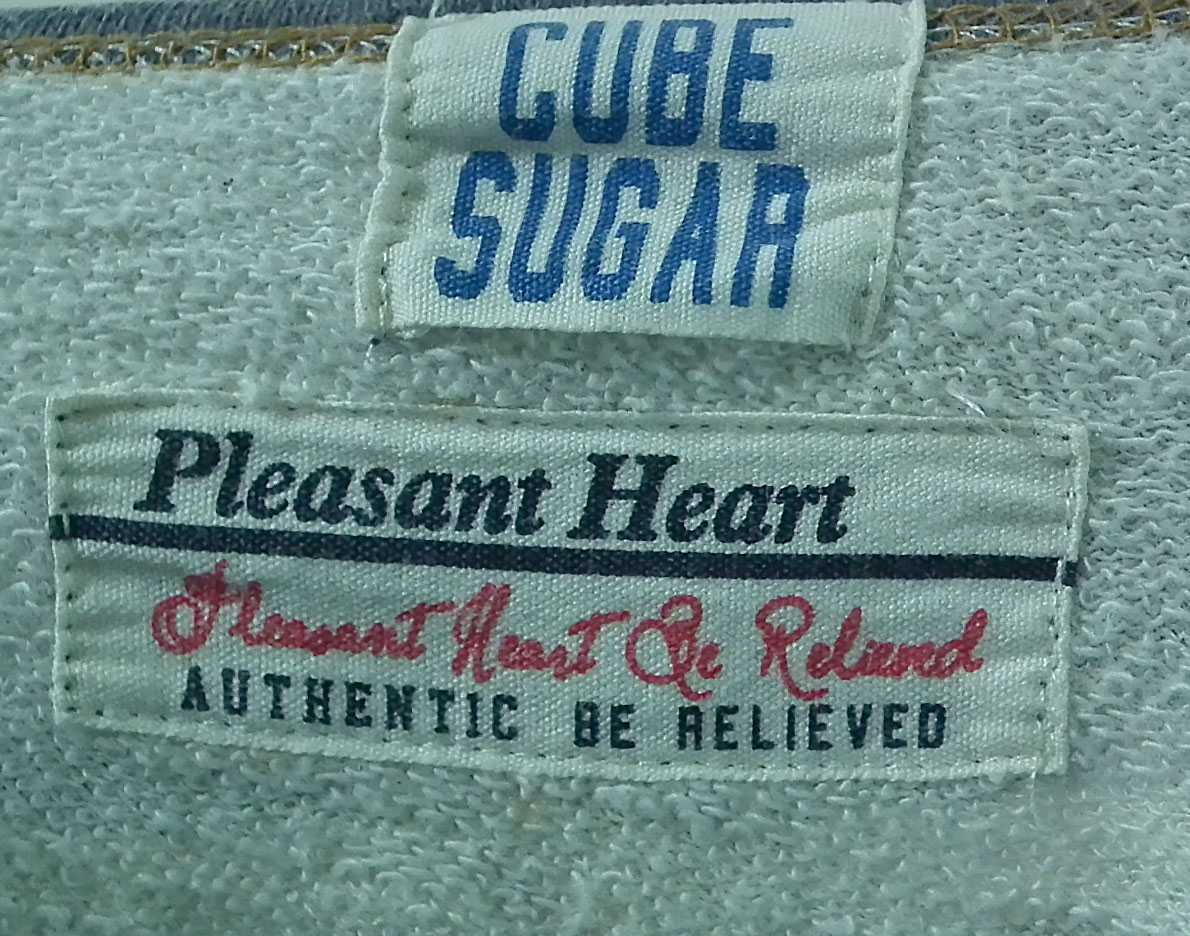 CUBE
SUGAR
Pleasant Heart
Pleasant Heart Be Relieved
AUTHENTIC BE RELIEVED